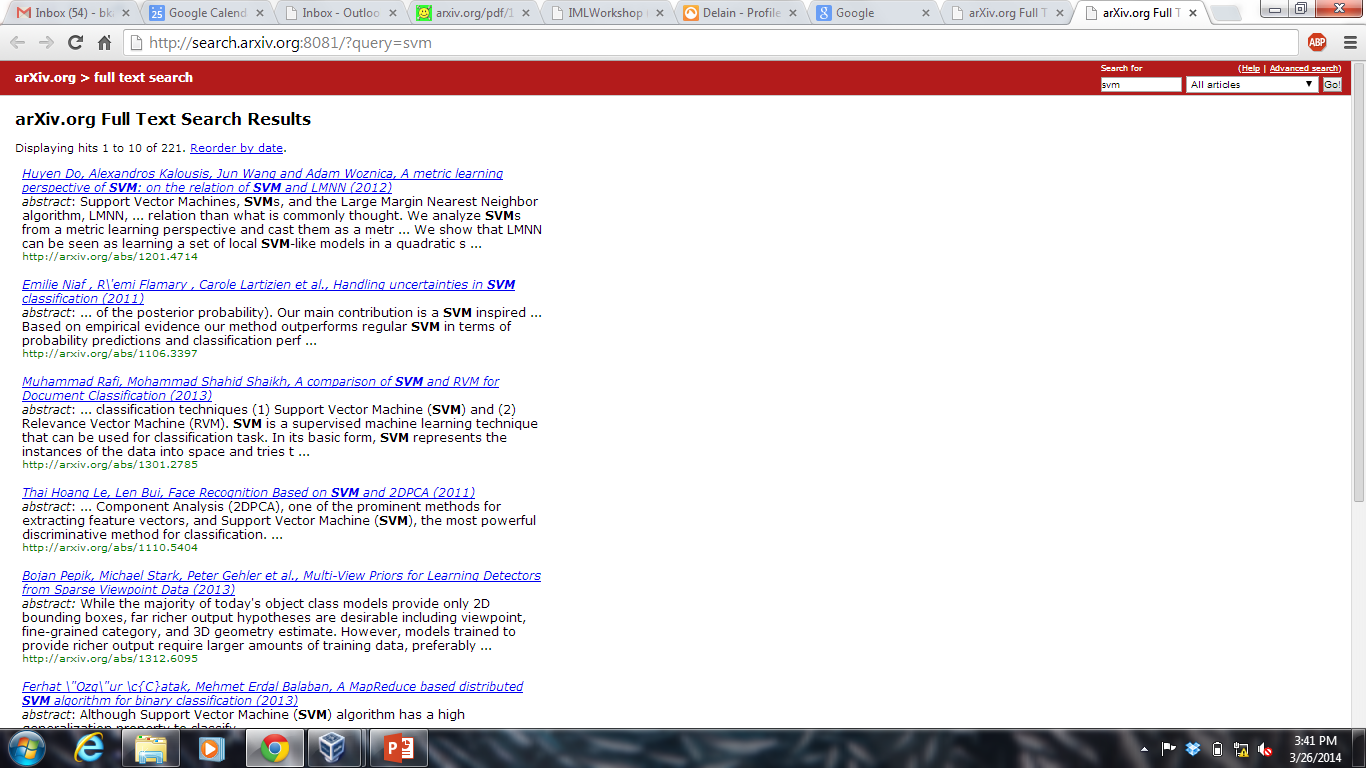 Inbox (54) - bk
Google Calend
Inbox - Outloo
arxiv.org/pdf/1
IMLWorkshop
Delain - Profile
Google
arXiv.org Full T
arXiv.org Full T
http://search.arxiv.org:8081/?query=svm
ABP
arXiv.org > full text search
Search for
(Help | Advanced search)
svm
All articles
Go!
arXiv.org Full Text Search Results
Displaying hits 1 to 10 of 221. Reorder by date.
Huyen Do, Alexandros Kalousis, Jun Wang and Adam Woznica, A metric learning
perspective of SVM: on the relation of SVM and LMNN (2012)
abstract: Support Vector Machines, SVMs, and the Large Margin Nearest Neighbor
algorithm, LMNN, ... relation than what is commonly thought. We analyze SVMs
from a metric learning perspective and cast them as a metr ... We show that LMNN
can be seen as learning a set of local SVM-like models in a quadratic s ...
http://arxiv.org/abs/1201.4714
Emilie Niaf , R\'emi Flamary , Carole Lartizien et al., Handling uncertainties in SVM
classification (2011)
abstract: ... of the posterior probability). Our main contribution is a SVM inspired ...
Based on empirical evidence our method outperforms regular SVM in terms of
probability predictions and classification perf ...
http://arxiv.org/abs/1106.3397
Muhammad Rafi, Mohammad Shahid Shaikh, A comparison of SVM and RVM for
Document Classification (2013)
abstract: ... classification techniques (1) Support Vector Machine (SVM) and (2)
Relevance Vector Machine (RVM). SVM is a supervised machine learning technique
that can be used for classification task. In its basic form, SVM represents the
instances of the data into space and tries t ...
http://arxiv.org/abs/1301.2785
Thai Hoang Le, Len Bui, Face Recognition Based on SVM and 2DPCA (2011)
abstract: ... Component Analysis (2DPCA), one of the prominent methods for
extracting feature vectors, and Support Vector Machine (SVM), the most powerful
discriminative method for classification. ...
http://arxiv.org/abs/1110.5404
Bojan Pepik, Michael Stark, Peter Gehler et al., Multi-View Priors for Learning Detectors
from Sparse Viewpoint Data (2013)
abstract: While the majority of today's object class models provide only 2D
bounding boxes, far richer output hypotheses are desirable including viewpoint,
fine-grained category, and 3D geometry estimate. However, models trained to
provide richer output require larger amounts of training data, preferably ...
http://arxiv.org/abs/1312.6095
Ferhat \"Ozg\"ur \c{C}atak, Mehmet Erdal Balaban, A MapReduce based distributed
SVM algorithm for binary classification (2013)
abstract: Although Support Vector Machine (SVM) algorithm has a high
generalization property to classify
3:41 PM
3/26/2014